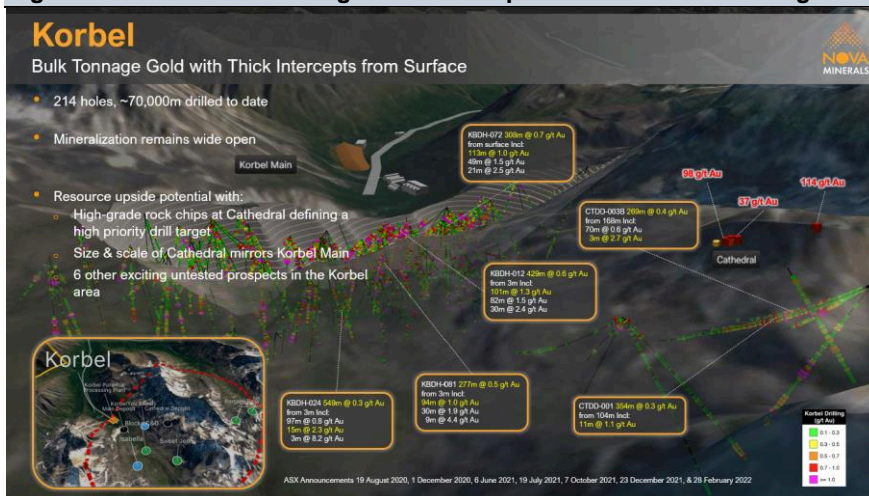 Korbel
Bulk Tonnage Gold with Thick Intercepts from Surface
NOVA
MINERALS
• 214 holes, ~70,000m drilled to date
• Mineralization remains wide open
• Resource upside potential with:
o High-grade rock chips at Cathedral defining a
high priority drill target
o Size & scale of Cathedral mirrors Korbel Main
o 6 other exciting untested prospects in the Korbel
area
Korbel Main
KBDH-072 308m @ 0.7 g/t Au
from surface Incl:
113m @ 1.0 g/t Au
49m @ 1.5 g/t Au
21m @ 2.5 g/t Au
98 g/t Au
37 g/t Au
114 g/t Au
Cathedral
CTDD-003B 269m @ 0.4 g/t Au
from 168m Incl:
70m @ 0.6 g/t Au
3m @ 2.7 g/t Au
KBDH-012 429m @ 0.6 g/t Au
from 3m Incl:
101m @ 1.3 g/t Au
82m @ 1.5 g/t Au
30m @ 2.4 g/t Au
KBDH-024 549m @ 0.3 g/t Au
from 3m Incl:
97m @ 0.8 g/t Au
15m @ 2.3 g/t Au
3m @ 8.2 g/t Au
KBDH-081 277m @ 0.5 g/t Au
from 3m Incl:
94m @ 1.0 g/t Au
30m @ 1.9 g/t Au
9m @ 4.4 g/t Au
CTDD-001 354m @ 0.3 g/t Au
from 104m Incl:
11m @ 1.1 g/t Au
Korbel
Korbel Potential
Processing Plant
Main Deposit
Cathedral
Isabella
Sweet Jenny
Korbel Drilling
(g/t Au)
0.1 - 0.3
0.3 - 0.5
0.5 - 0.7
0.7 - 1.0
>= 1.0
ASX Announcements 19 August 2020, 1 December 2020, 6 June 2021, 19 July 2021, 7 October 2021, 23 December 2021, & 28 February 2022